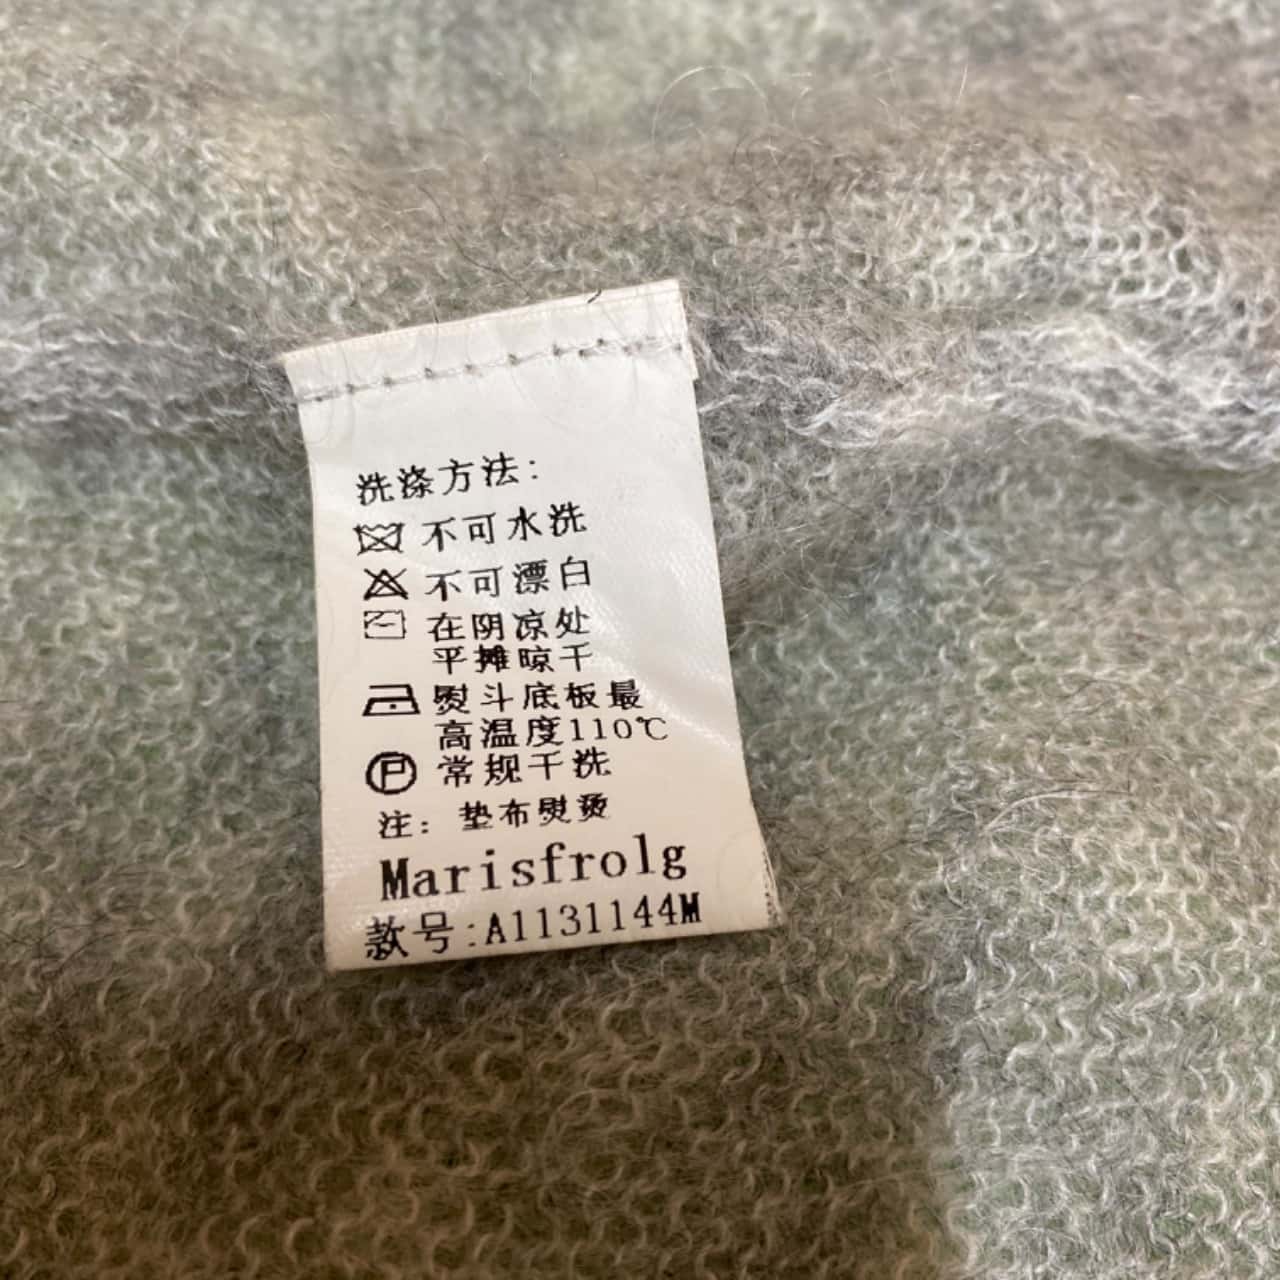 洗涤方法:
不可水洗
不可漂白
在阴凉处
平摊晾干
熨斗底板最
高温度110℃
P 常规干洗
注: 垫布熨烫
Marisfrolg
款号:A1131144M